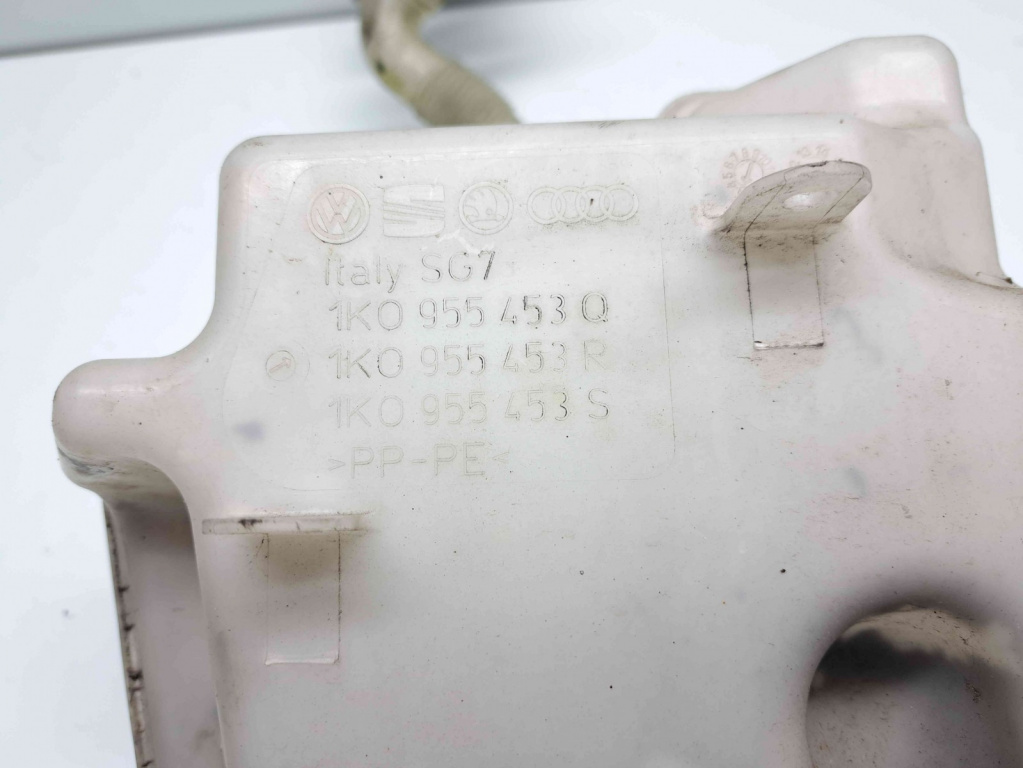 Italy SG7
1K0 955 453 Q
1K0 955 453 R
1K0 955 453 S
>PP-PE<